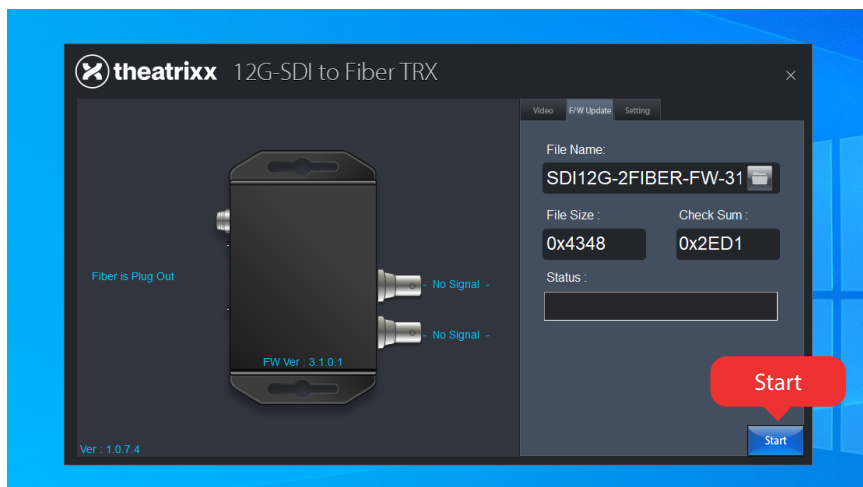 theatrixx 12G-SDI to Fiber TRX
Video F/W Update Setting
File Name:
SDI12G-2FIBER-FW-31
File Size : Check Sum :
0x4348 0x2ED1
Status :
Fiber is Plug Out
- No Signal -
- No Signal -
FW Ver : 3.1.0.1
Start
Start
Ver : 1.0.7.4